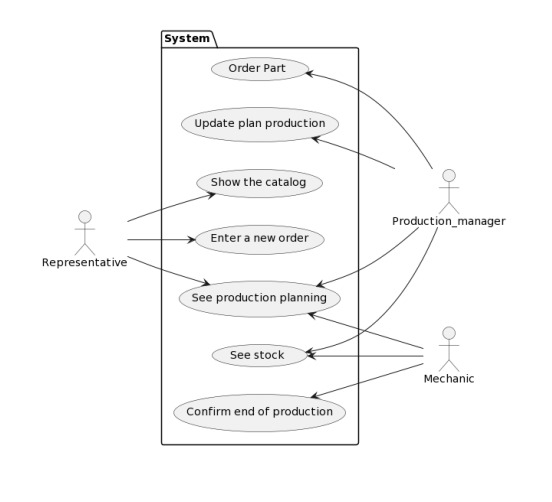 System
Order Part
Update plan production
Show the catalog
Production_manager
Enter a new order
Representative
See production planning
See stock
Mechanic
Confirm end of production